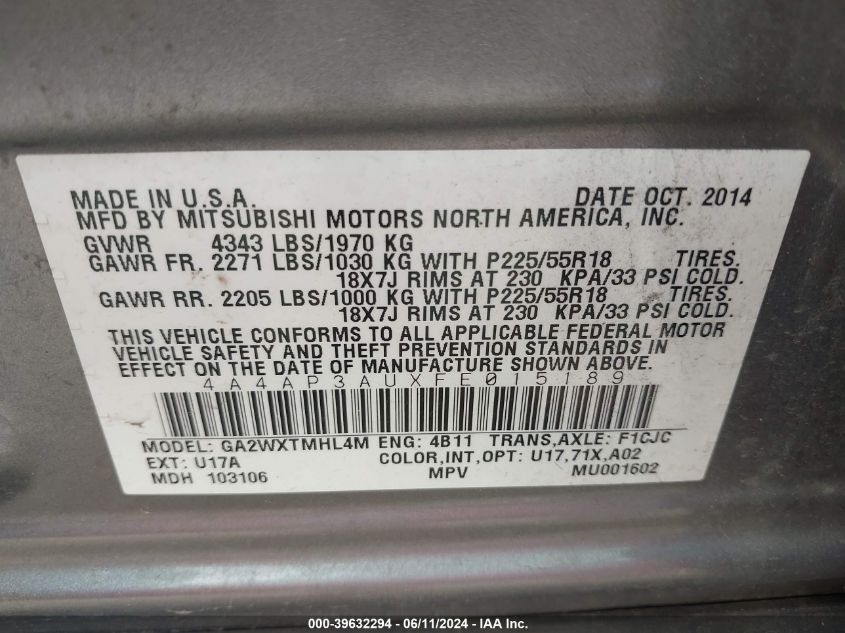 MADE IN U.S.A. DATE OCT. 2014
MFD BY MITSUBISHI MOTORS NORTH AMERICA, INC.
GVWR 4343 LBS/1970 KG
GAWR FR. 2271 LBS/1030 KG WITH P225/55R18 TIRES.
18X7J RIMS AT 230 KPA/33 PSI COLD.
GAWR RR. 2205 LBS/1000 KG WITH P225/55R18 TIRES.
18X7J RIMS AT 230 KPA/33 PSI COLD.
THIS VEHICLE CONFORMS TO ALL APPLICABLE FEDERAL MOTOR
VEHICLE SAFETY AND THEFT PREVENTION STANDARDS IN
EFFECT ON THE DATE OF MANUFACTURE SHOWN ABOVE.
4A4AP3AUXFE015189
MODEL: GA2WXTMHL4M ENG: 4B11 TRANS,AXLE: F1CJC
EXT: U17A COLOR,INT,OPT: U17,71X,A02
MDH 103106 MPV MU001602
000-39632294 - 06/11/2024 - IAA Inc.